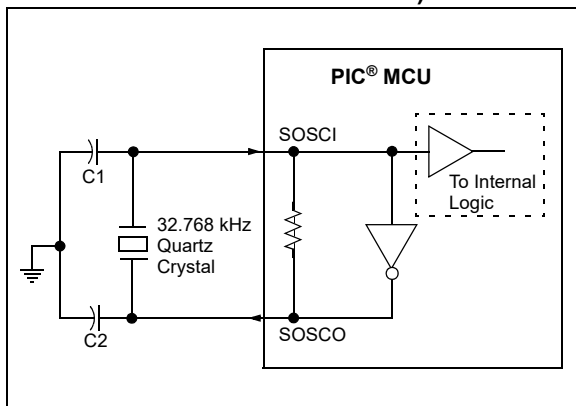 PIC® MCU
SOSCI
C1
To Internal
Logic
32.768 kHz
Quartz
Crystal
SOSCO
C2